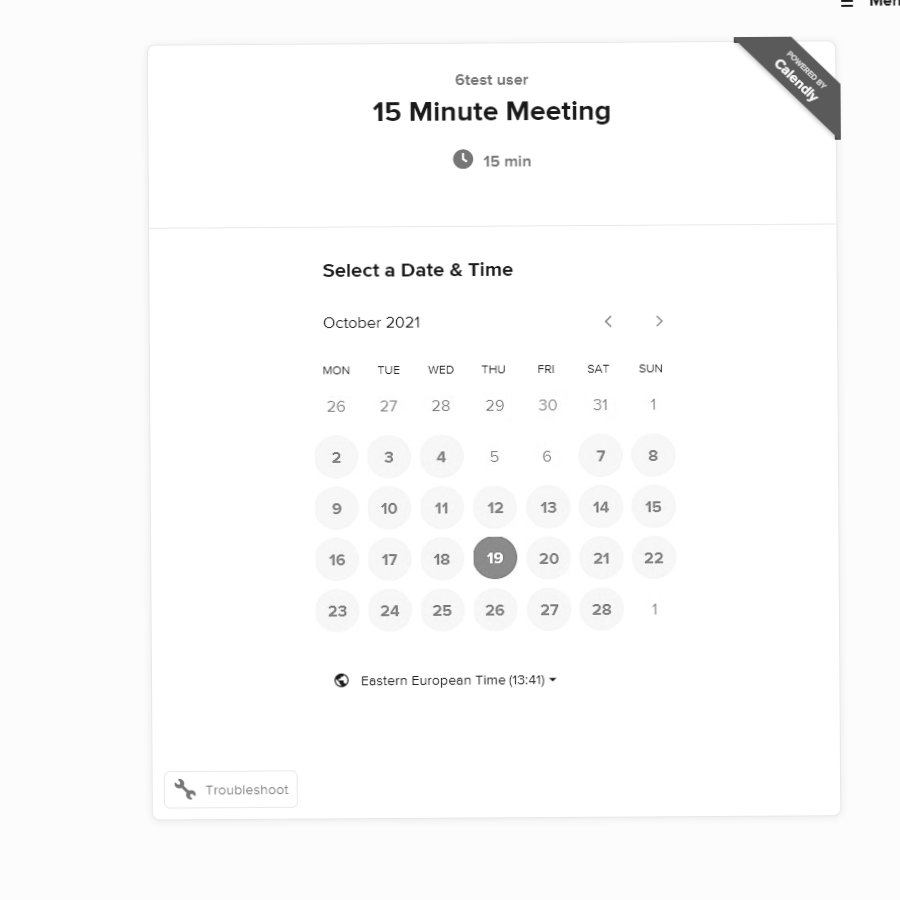 Men
POWERED BY
Calendly
6test user
15 Minute Meeting
15 min
Select a Date & Time
October 2021
MON TUE WED THU FRI SAT SUN
26 27 28 29 30 31 1
2 3 4 5 6 7 8
9 10 11 12 13 14 15
16 17 18 19 20 21 22
23 24 25 26 27 28 1
Eastern European Time (13:41)
Troubleshoot